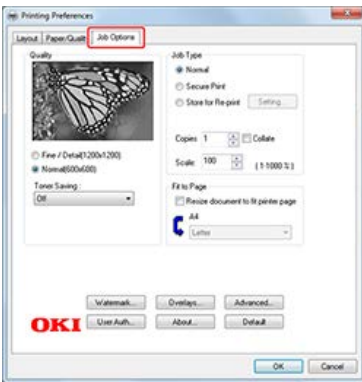 Printing Preferences
Layout Paper/Quality Job Options
Quality
Fine / Detail(1200x1200)
Normal(600x600)
Toner Saving :
Off
Job Type
Normal
Secure Print
Store for Re-print Setting...
Copies 1 Collate
Scale: 100 (1-1000 %)
Fit to Page
Resize document to fit printer page
A4
Letter
Watermark... Overlays... Advanced...
OKI User Auth... About... Default
OK Cancel